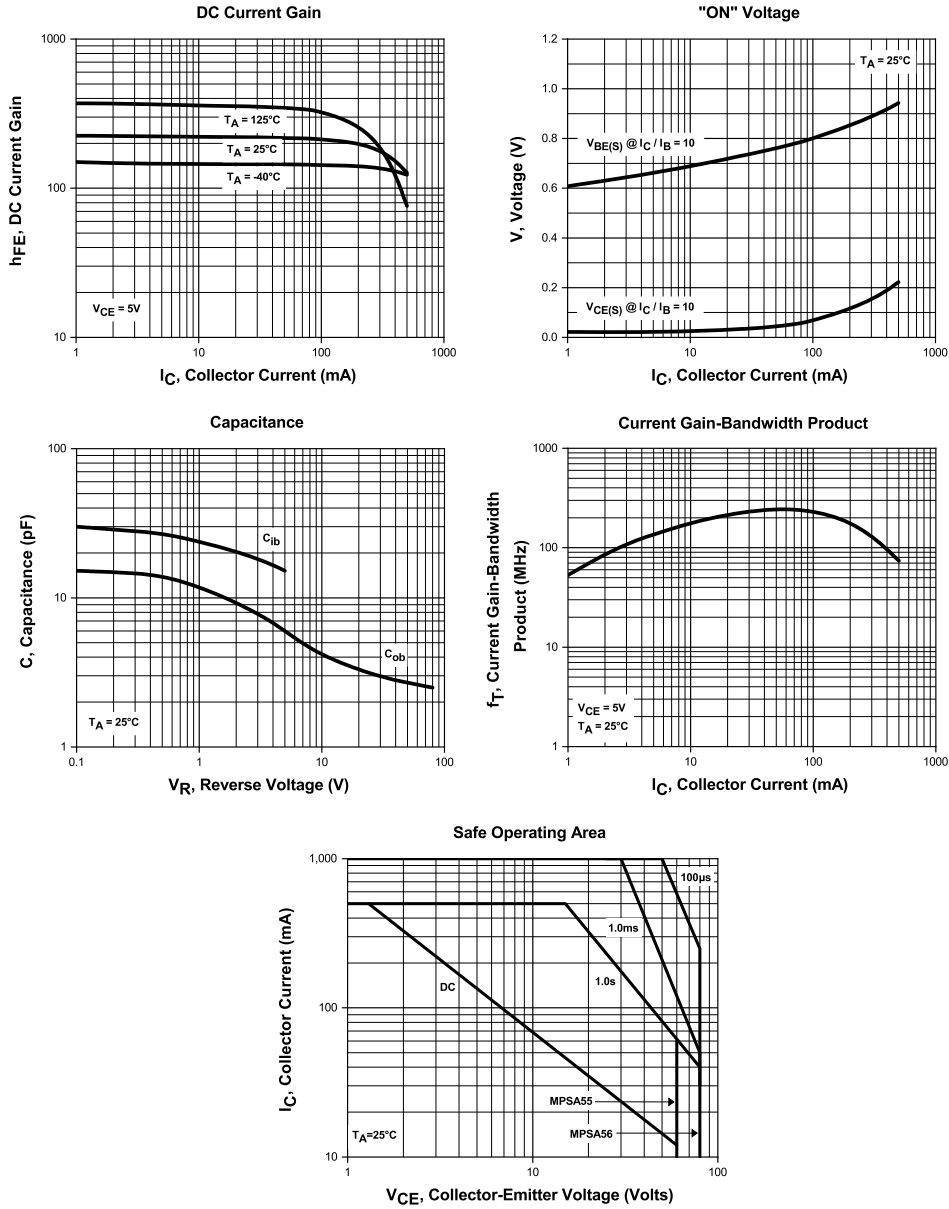 DC Current Gain
1000
100
10
hFE, DC Current Gain
TA = 125°C
TA = 25°C
TA = -40°C
VCE = 5V
1 10 100 1000
IC, Collector Current (mA)
"ON" Voltage
1.2
1.0
0.8
0.6
0.4
0.2
0.0
V, Voltage (V)
TA = 25°C
VBE(S) @ IC / IB = 10
VCE(S) @ IC / IB = 10
1 10 100 1000
IC, Collector Current (mA)
Capacitance
100
10
1
C, Capacitance (pF)
Cib
Cob
TA = 25°C
0.1 1 10 100
VR, Reverse Voltage (V)
Current Gain-Bandwidth Product
1000
100
10
1
fT, Current Gain-Bandwidth
Product (MHz)
VCE = 5V
TA = 25°C
1 10 100 1000
IC, Collector Current (mA)
Safe Operating Area
1,000
100
10
IC, Collector Current (mA)
100µs
1.0ms
1.0s
DC
MPSA55
MPSA56
TA=25°C
1 10 100
VCE, Collector-Emitter Voltage (Volts)